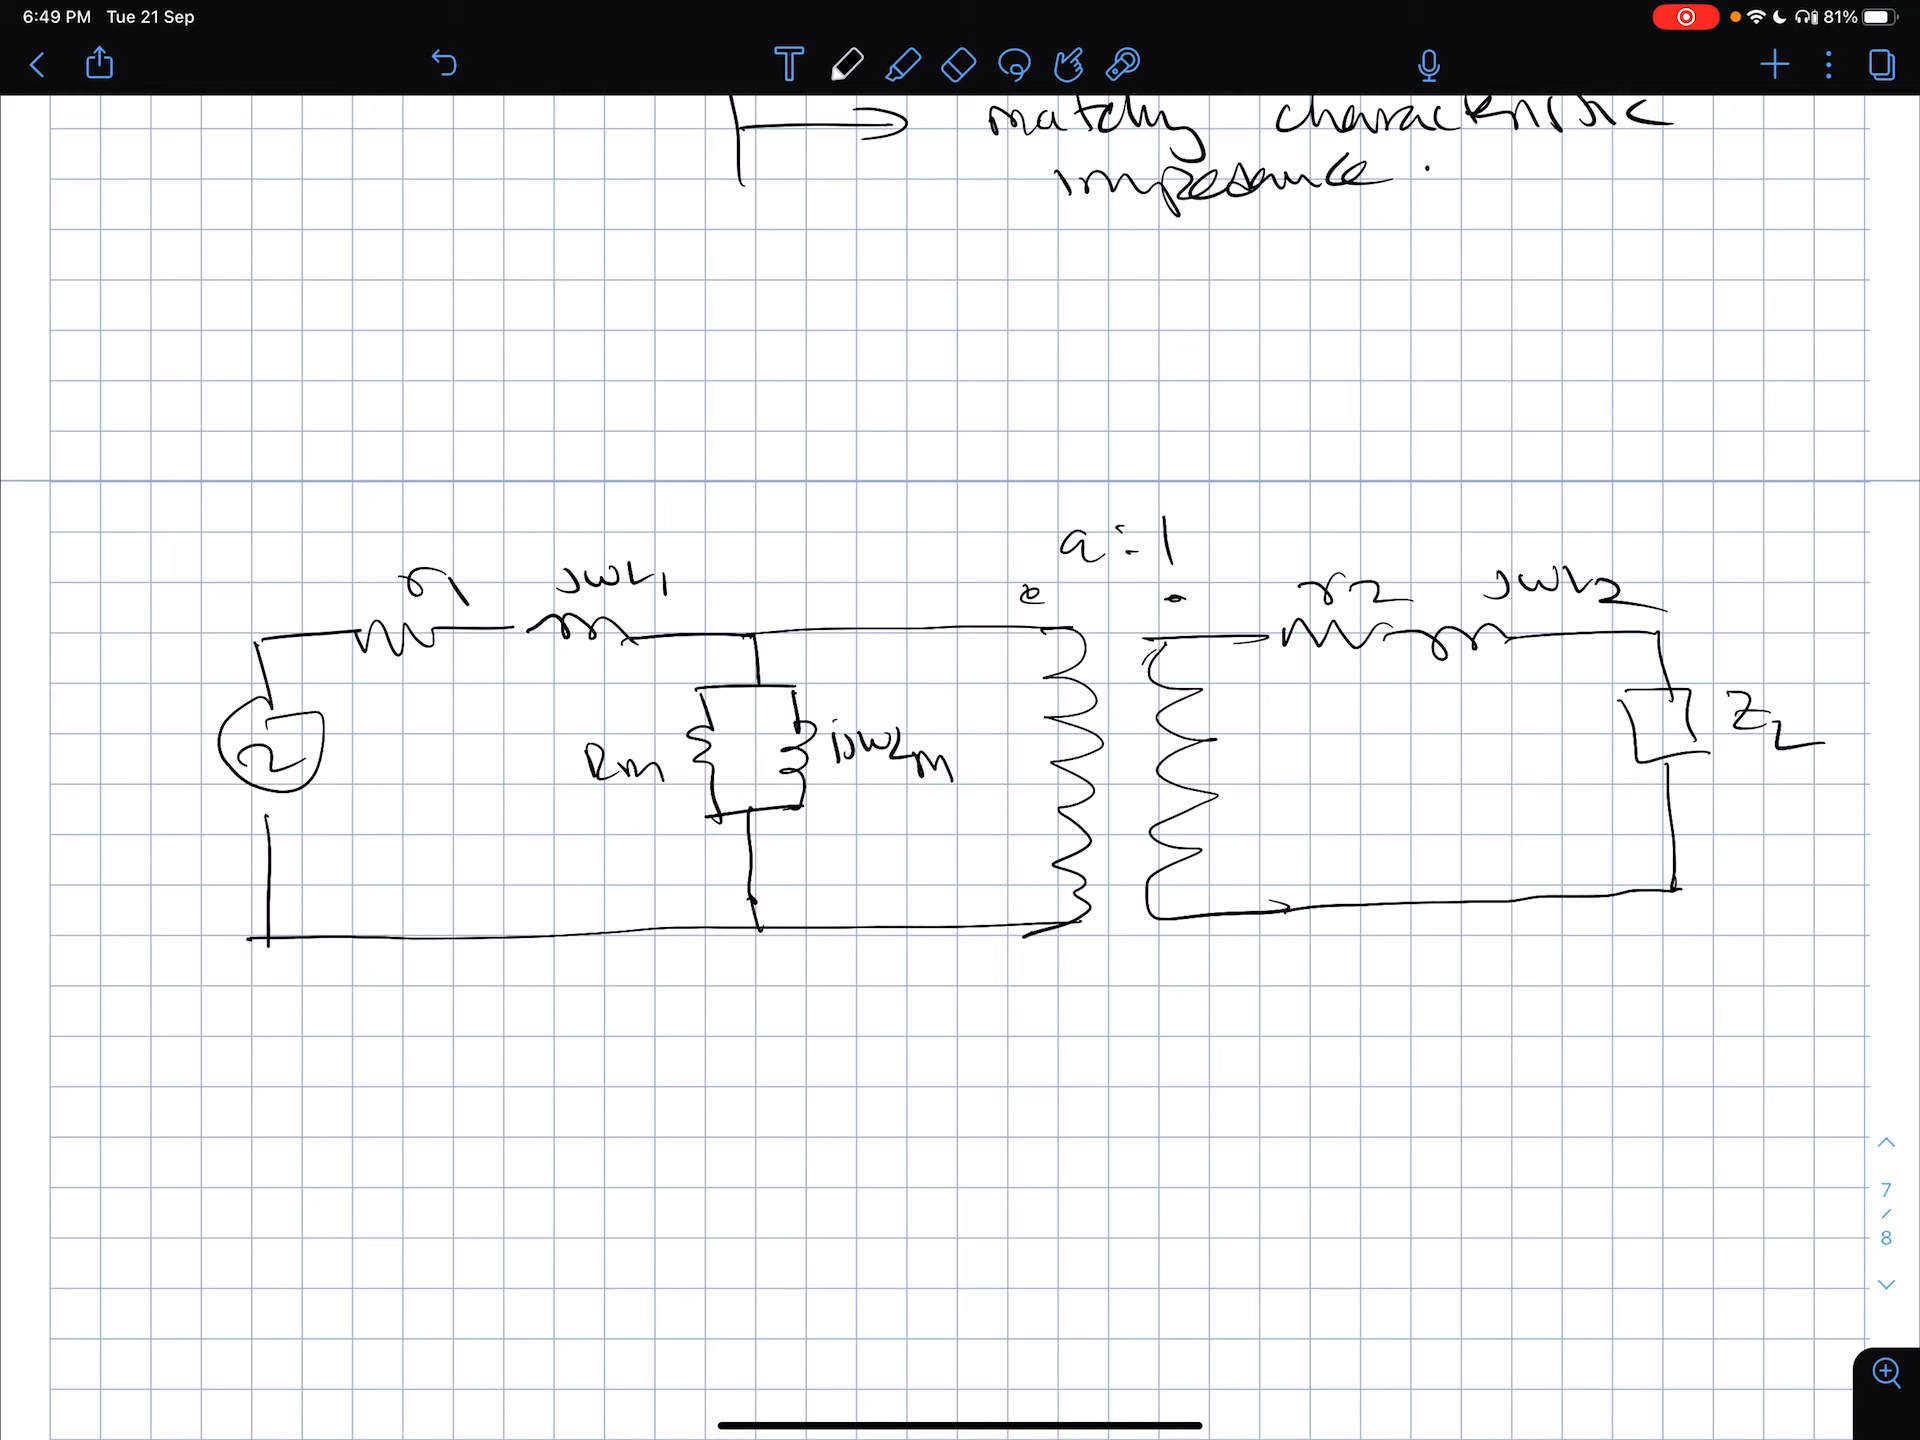 6:49 PM Tue 21 Sep
81%
matchy characteristic
impedance.
a:1
r1 jωL1
r2 jωL2
Rm jωLm
ZL
7
/
8